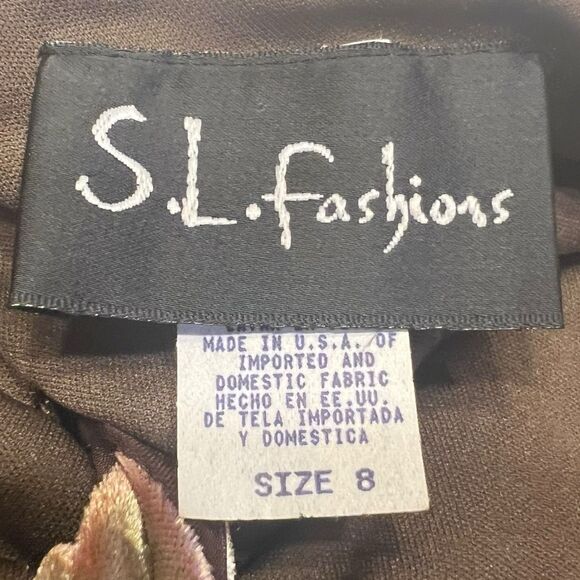 S.L. fashions
MADE IN U.S.A. OF
IMPORTED AND
DOMESTIC FABRIC
HECHO EN EE.UU.
DE TELA IMPORTADA
Y DOMESTICA
SIZE 8